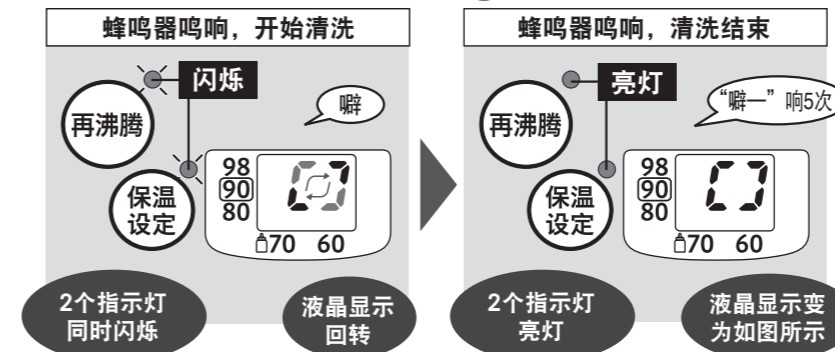 蜂鸣器鸣响，开始清洗
闪烁
噼
再沸腾
保温
设定
98
90
80
70 60
2个指示灯
同时闪烁
液晶显示
回转
蜂鸣器鸣响，清洗结束
亮灯
“噼—”响5次
再沸腾
保温
设定
98
90
80
70 60
2个指示灯
亮灯
液晶显示变
为如图所示